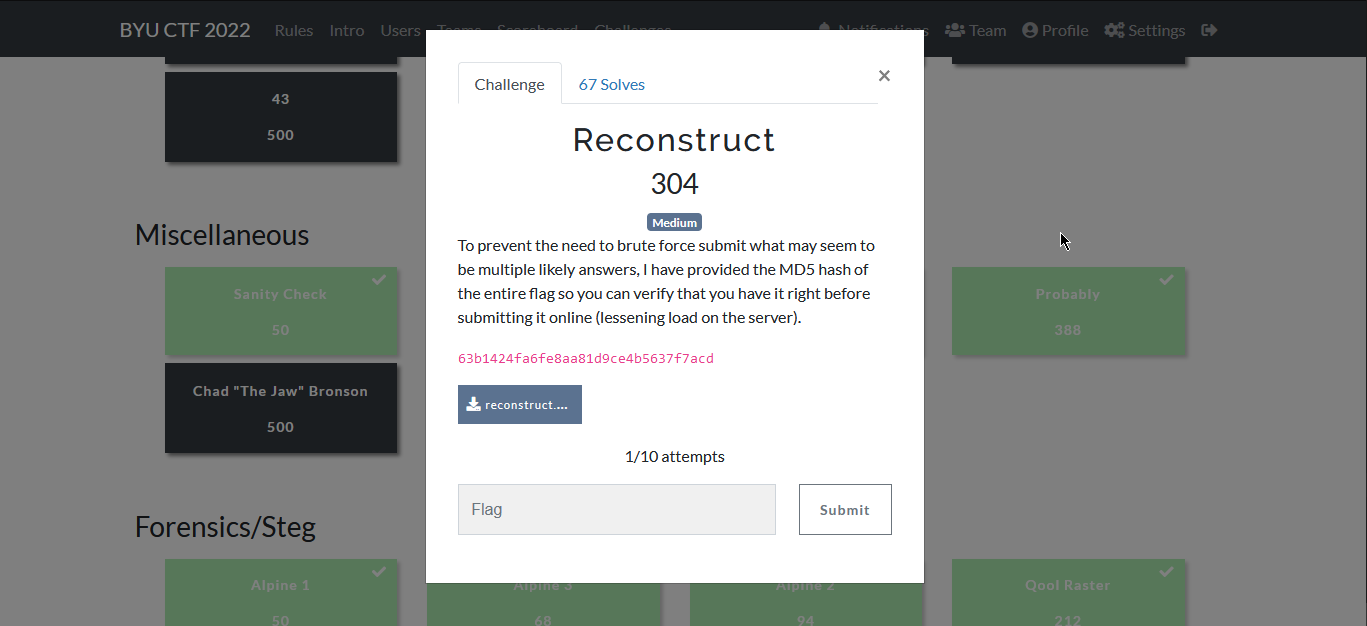 BYU CTF 2022 Rules Intro Users Teams Scoreboard Challenges Notifications Team Profile Settings
43
500
Challenge 67 Solves ×
Reconstruct
304
Medium
To prevent the need to brute force submit what may seem to
be multiple likely answers, I have provided the MD5 hash of
the entire flag so you can verify that you have it right before
submitting it online (lessening load on the server).
63b1424fa6fe8aa81d9ce4b5637f7acd
reconstruct....
1/10 attempts
Flag
Submit
Miscellaneous
Sanity Check
50
Probably
388
Chad "The Jaw" Bronson
500
Forensics/Steg
Alpine 1
50
Alpine 3
68
Alpine 2
94
Qool Raster
212